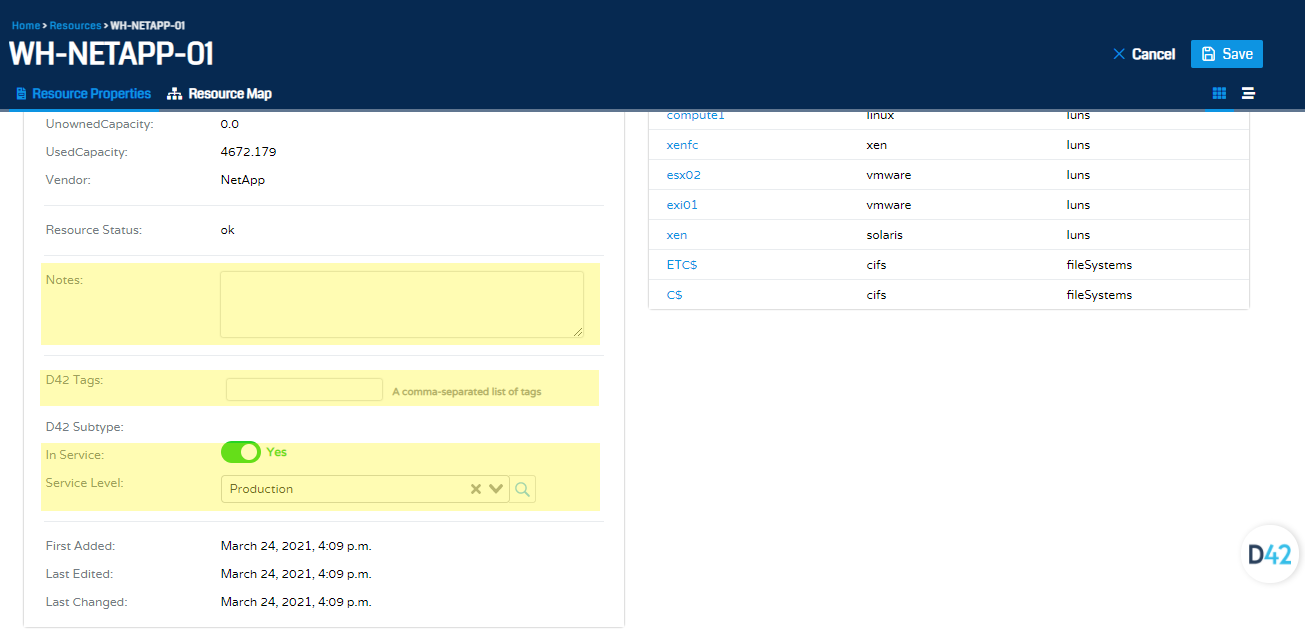 Home > Resources > WH-NETAPP-01
WH-NETAPP-01
Cancel
Save
Resource Properties
Resource Map
UnownedCapacity: 0.0
UsedCapacity: 4672.179
Vendor: NetApp
Resource Status: ok
Notes:
D42 Tags: A comma-separated list of tags
D42 Subtype:
In Service: Yes
Service Level: Production
First Added: March 24, 2021, 4:09 p.m.
Last Edited: March 24, 2021, 4:09 p.m.
Last Changed: March 24, 2021, 4:09 p.m.
compute1 linux luns
xenfc xen luns
esx02 vmware luns
exi01 vmware luns
xen solaris luns
ETC$ cifs fileSystems
C$ cifs fileSystems
D42